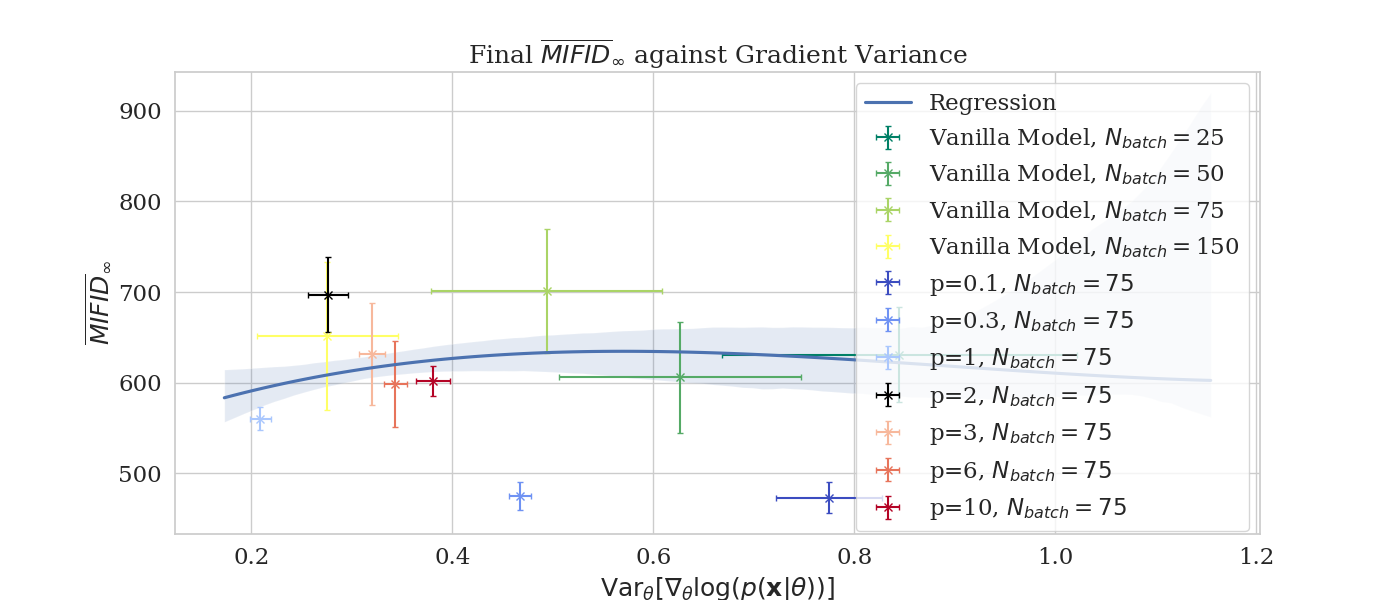 Final $\overline{MIFID}_\infty$ against Gradient Variance
$\overline{MIFID}_\infty$
900
800
700
600
500
0.2 0.4 0.6 0.8 1.0 1.2
$\mathrm{Var}_\theta[\nabla_\theta \log(p(\mathbf{x}|\theta))]$
Regression
Vanilla Model, $N_{batch} = 25$
Vanilla Model, $N_{batch} = 50$
Vanilla Model, $N_{batch} = 75$
Vanilla Model, $N_{batch} = 150$
p=0.1, $N_{batch} = 75$
p=0.3, $N_{batch} = 75$
p=1, $N_{batch} = 75$
p=2, $N_{batch} = 75$
p=3, $N_{batch} = 75$
p=6, $N_{batch} = 75$
p=10, $N_{batch} = 75$